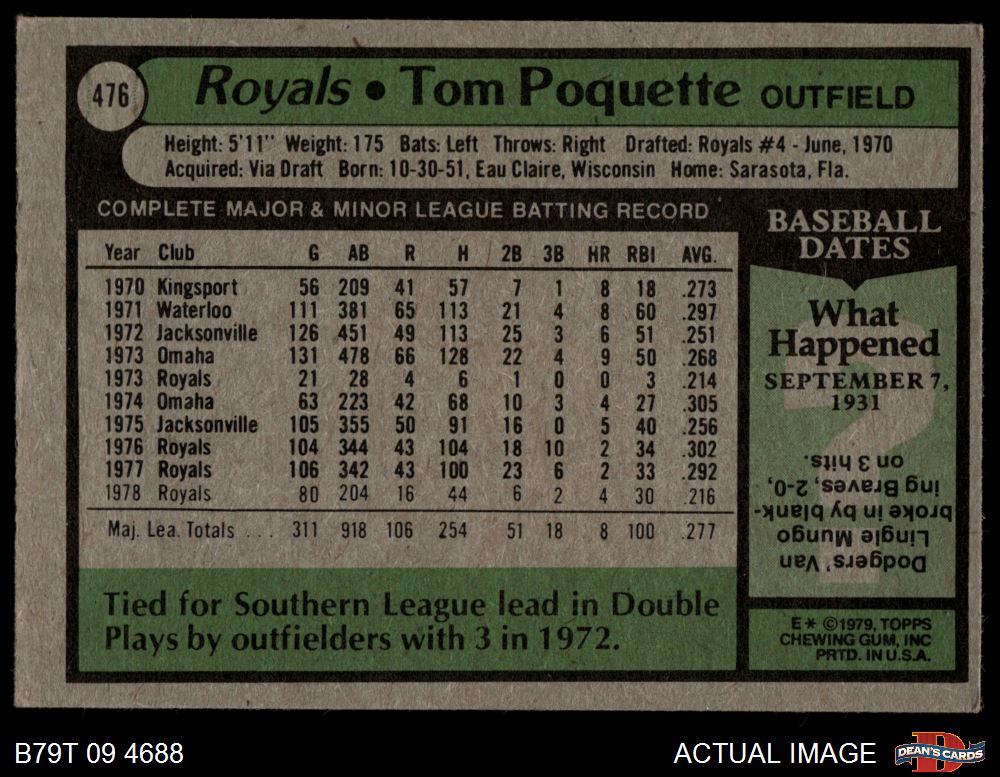 476
Royals • Tom Poquette OUTFIELD
Height: 5'11" Weight: 175 Bats: Left Throws: Right Drafted: Royals #4 - June, 1970
Acquired: Via Draft Born: 10-30-51, Eau Claire, Wisconsin Home: Sarasota, Fla.
COMPLETE MAJOR & MINOR LEAGUE BATTING RECORD
Year Club G AB R H 2B 3B HR RBI AVG.
1970 Kingsport 56 209 41 57 7 1 8 18 .273
1971 Waterloo 111 381 65 113 21 4 8 60 .297
1972 Jacksonville 126 451 49 113 25 3 6 51 .251
1973 Omaha 131 478 66 128 22 4 9 50 .268
1973 Royals 21 28 4 6 1 0 0 3 .214
1974 Omaha 63 223 42 68 10 3 4 27 .305
1975 Jacksonville 105 355 50 91 16 0 5 40 .256
1976 Royals 104 344 43 104 18 10 2 34 .302
1977 Royals 106 342 43 100 23 6 2 33 .292
1978 Royals 80 204 16 44 6 2 4 30 .216
Maj. Lea. Totals ... 311 918 106 254 51 18 8 100 .277
Tied for Southern League lead in Double
Plays by outfielders with 3 in 1972.
BASEBALL
DATES
What
Happened
SEPTEMBER 7,
1931
Dodgers' Van
Lingle Mungo
broke in by blank-
ing Braves, 2-0,
on 3 hits.
E* ©1979, TOPPS
CHEWING GUM, INC
PRTD. IN U.S.A.
B79T 09 4688
ACTUAL IMAGE
DEAN'S CARDS